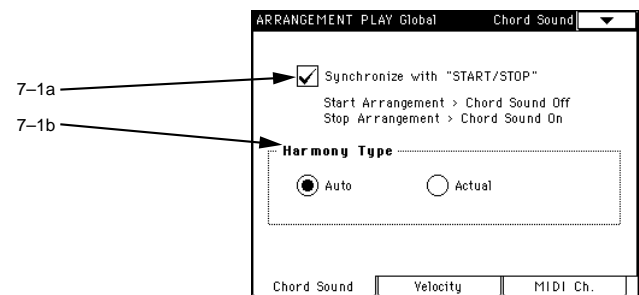 ARRANGEMENT PLAY Global Chord Sound
7–1a
Synchronize with "START/STOP"
Start Arrangement > Chord Sound Off
Stop Arrangement > Chord Sound On
7–1b
Harmony Type
Auto Actual
Chord Sound Velocity MIDI Ch.